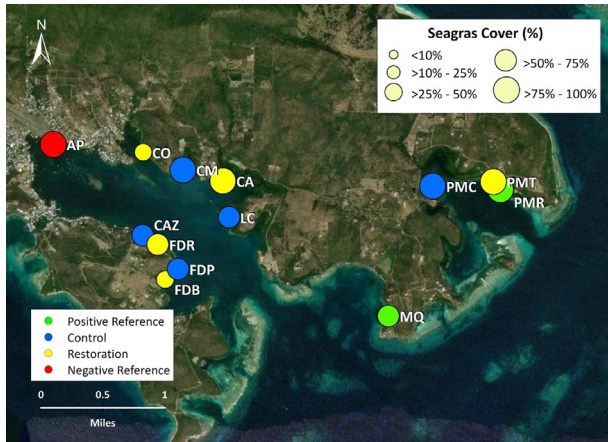 N
Seagras Cover (%)
<10%
>50% - 75%
>10% - 25%
>25% - 50%
>75% - 100%
AP
CO
CM
CA
PMC
PMT
PMR
LC
CAZ
FDR
FDP
FDB
MQ
Positive Reference
Control
Restoration
Negative Reference
0 0.5 1
Miles